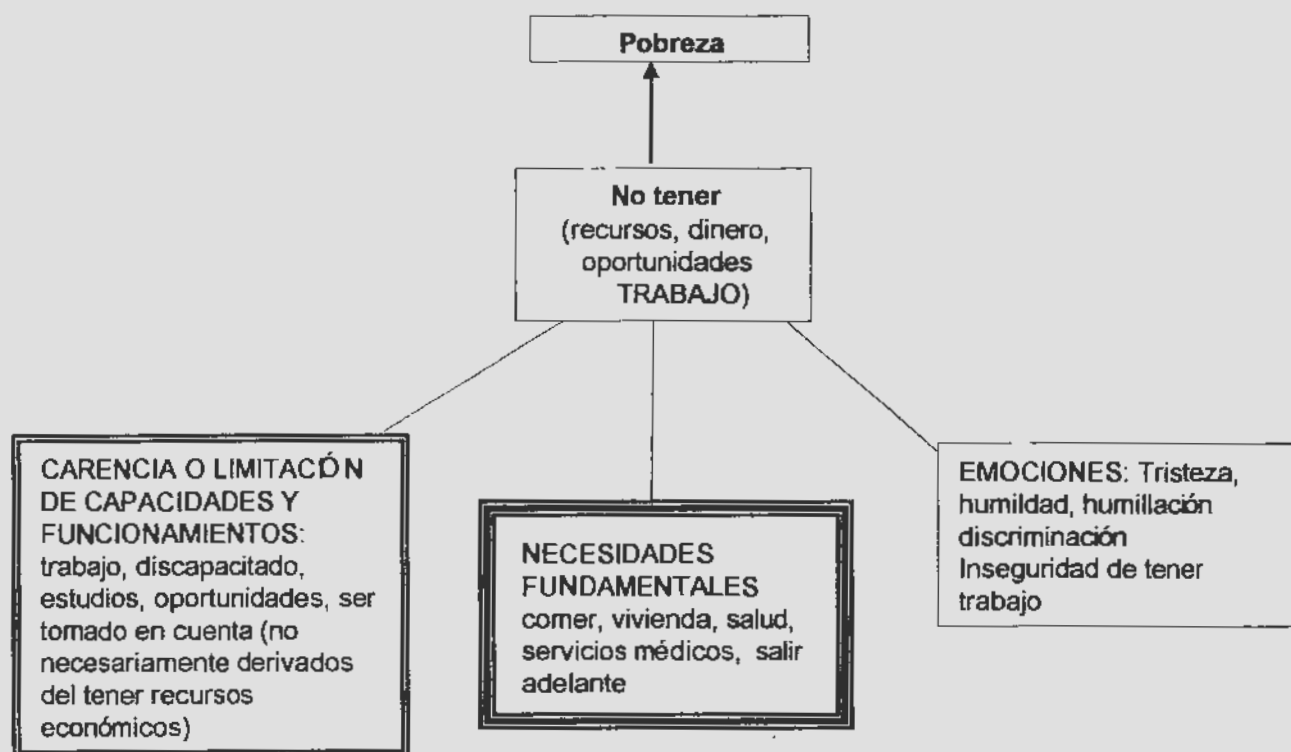 Pobreza
No tener
(recursos, dinero,
oportunidades
TRABAJO)
CARENCIA O LIMITACIÓN
DE CAPACIDADES Y
FUNCIONAMIENTOS:
trabajo, discapacitado,
estudios, oportunidades, ser
tomado en cuenta (no
necesariamente derivados
del tener recursos
económicos)
NECESIDADES
FUNDAMENTALES
comer, vivienda, salud,
servicios médicos, salir
adelante
EMOCIONES: Tristeza,
humildad, humillación
discriminación
Inseguridad de tener
trabajo